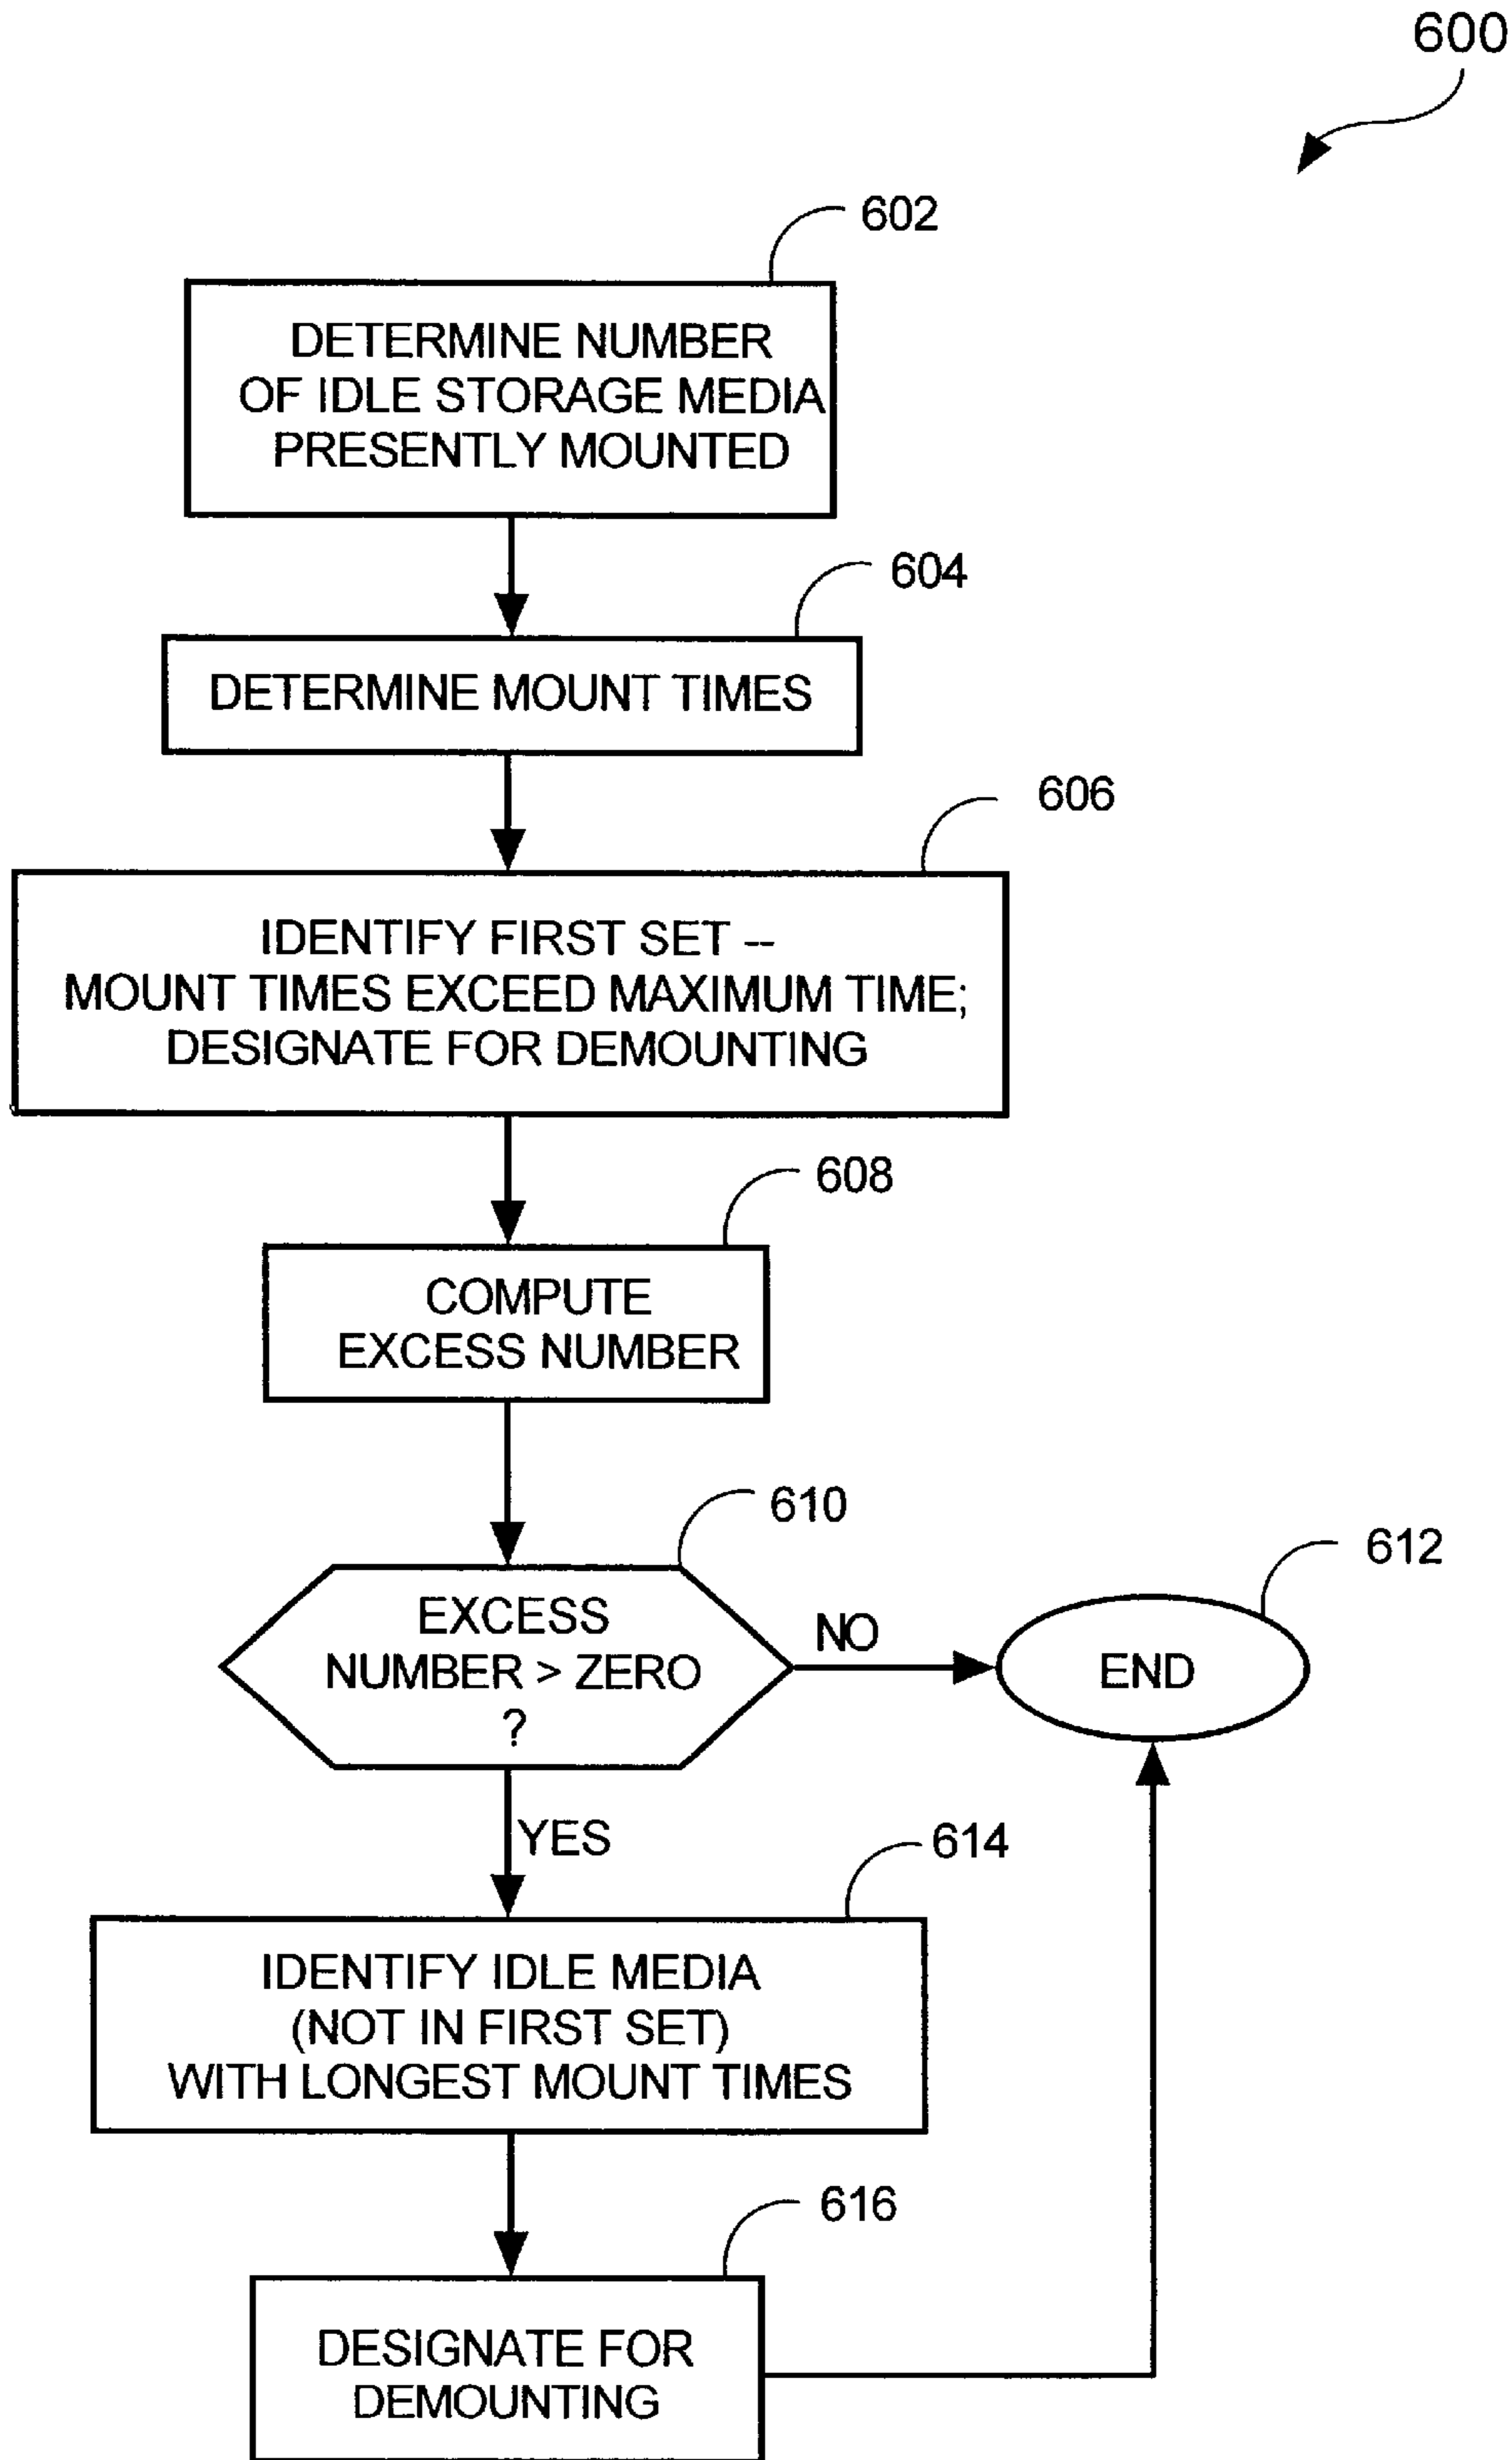 600
602
DETERMINE NUMBER
OF IDLE STORAGE MEDIA
PRESENTLY MOUNTED
604
DETERMINE MOUNT TIMES
606
IDENTIFY FIRST SET --
MOUNT TIMES EXCEED MAXIMUM TIME;
DESIGNATE FOR DEMOUNTING
608
COMPUTE
EXCESS NUMBER
610
EXCESS
NUMBER > ZERO
?
NO
612
END
YES
614
IDENTIFY IDLE MEDIA
(NOT IN FIRST SET)
WITH LONGEST MOUNT TIMES
616
DESIGNATE FOR
DEMOUNTING